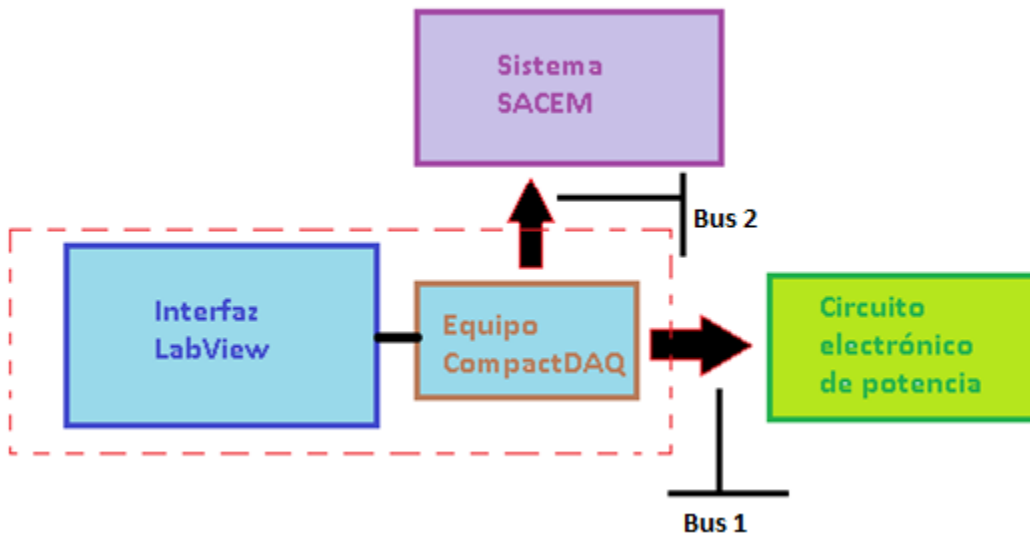 Sistema
SACEM
Bus 2
Interfaz
LabView
Equipo
CompactDAQ
Circuito
electrónico
de potencia
Bus 1